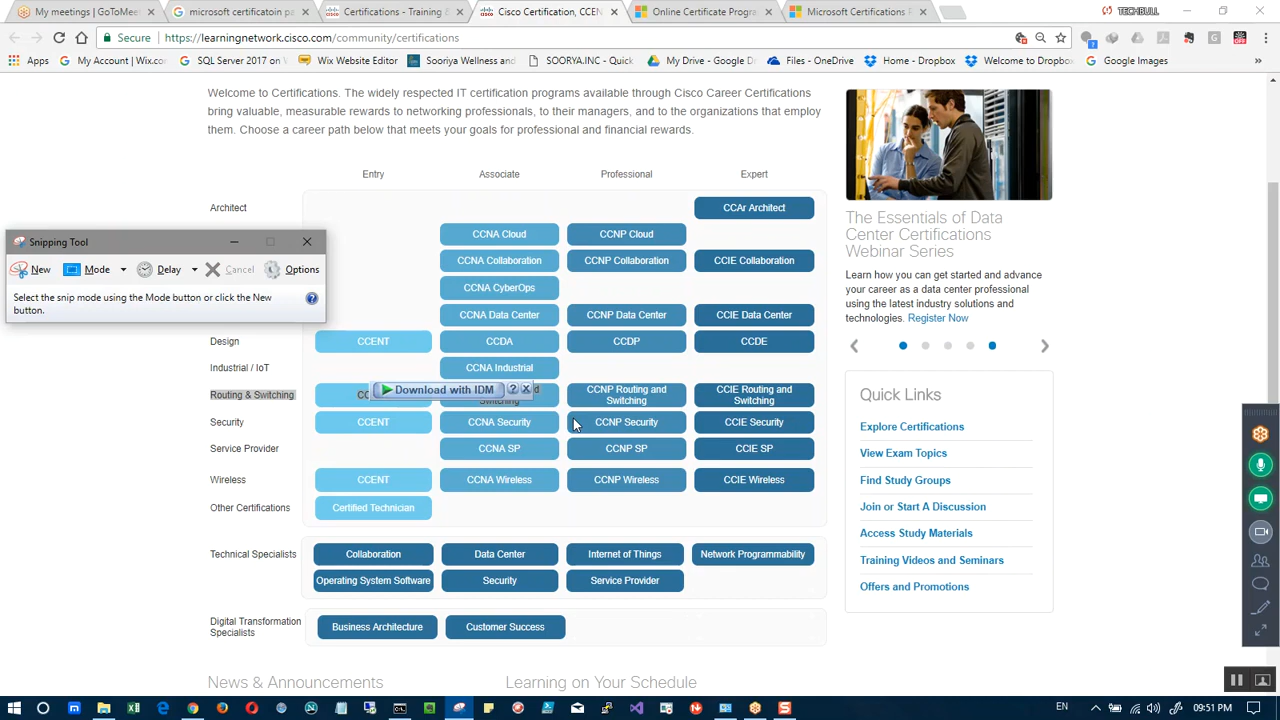 My Meetings | GoToMeeti
microsoft certificatoin pa
Certifications - Training &
Cisco Certification, CCEN
Online Certificate Progra
Microsoft Certifications R
TECHBULL
Secure
https://learningnetwork.cisco.com/community/certifications
Apps
My Account | Wix.com
SQL Server 2017 on
Wix Website Editor
Sooriya Wellness and
SOORYA.INC - Quick
My Drive - Google D
Files - OneDrive
Home - Dropbox
Welcome to Dropbox
Google Images
»
Welcome to Certifications. The widely respected IT certification programs available through Cisco Career Certifications
bring valuable, measurable rewards to networking professionals, to their managers, and to the organizations that employ
them. Choose a career path below that meets your goals for professional and financial rewards.
Entry
Associate
Professional
Expert
Architect
CCAr Architect
CCNA Cloud
CCNP Cloud
CCNA Collaboration
CCNP Collaboration
CCIE Collaboration
CCNA CyberOps
CCNA Data Center
CCNP Data Center
CCIE Data Center
Design
CCENT
CCDA
CCDP
CCDE
Industrial / IoT
CCNA Industrial
Routing & Switching
CCNP Routing and
Switching
CCIE Routing and
Switching
Security
CCENT
CCNA Security
CCNP Security
CCIE Security
Service Provider
CCNA SP
CCNP SP
CCIE SP
Wireless
CCENT
CCNA Wireless
CCNP Wireless
CCIE Wireless
Other Certifications
Certified Technician
Technical Specialists
Collaboration
Data Center
Internet of Things
Network Programmability
Operating System Software
Security
Service Provider
Digital Transformation
Specialists
Business Architecture
Customer Success
News & Announcements
Learning on Your Schedule
Snipping Tool
New
Mode
Delay
Cancel
Options
Select the snip mode using the Mode button or click the New
button.
Download with IDM
?
The Essentials of Data
Center Certifications
Webinar Series
Learn how you can get started and advance
your career as a data center professional
using the latest industry solutions and
technologies. Register Now
Quick Links
Explore Certifications
View Exam Topics
Find Study Groups
Join or Start A Discussion
Access Study Materials
Training Videos and Seminars
Offers and Promotions
EN
09:51 PM